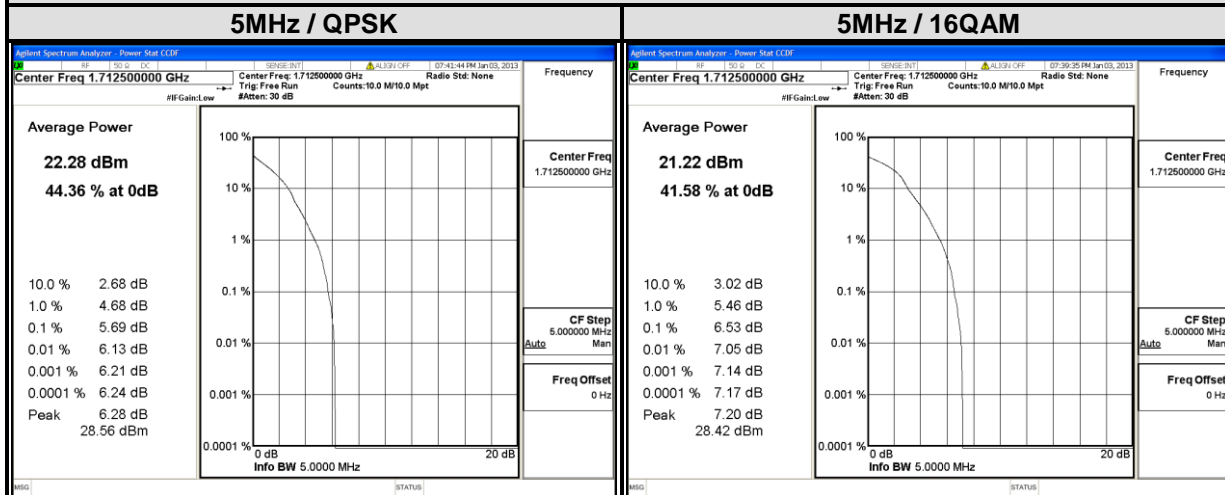 5MHz / QPSK
5MHz / 16QAM
Agilent Spectrum Analyzer - Power Stat CCDF
RF 50 Ω DC SENSE:INT ALIGN OFF 07:41:44 PM Jan 03, 2013
Center Freq 1.712500000 GHz
Center Freq: 1.712500000 GHz Radio Std: None
Trig: Free Run Counts:10.0 M/10.0 Mpt
#IFGain:Low #Atten: 30 dB
Frequency
Average Power
22.28 dBm
44.36 % at 0dB
10.0 % 2.68 dB
1.0 % 4.68 dB
0.1 % 5.69 dB
0.01 % 6.13 dB
0.001 % 6.21 dB
0.0001 % 6.24 dB
Peak 6.28 dB
28.56 dBm
100 %
10 %
1 %
0.1 %
0.01 %
0.001 %
0.0001 %
0 dB 20 dB
Info BW 5.0000 MHz
Center Freq
1.712500000 GHz
CF Step
5.000000 MHz
Auto Man
Freq Offset
0 Hz
MSG STATUS
Agilent Spectrum Analyzer - Power Stat CCDF
RF 50 Ω DC SENSE:INT ALIGN OFF 07:39:35 PM Jan 03, 2013
Center Freq 1.712500000 GHz
Center Freq: 1.712500000 GHz Radio Std: None
Trig: Free Run Counts:10.0 M/10.0 Mpt
#IFGain:Low #Atten: 30 dB
Frequency
Average Power
21.22 dBm
41.58 % at 0dB
10.0 % 3.02 dB
1.0 % 5.46 dB
0.1 % 6.53 dB
0.01 % 7.05 dB
0.001 % 7.14 dB
0.0001 % 7.17 dB
Peak 7.20 dB
28.42 dBm
100 %
10 %
1 %
0.1 %
0.01 %
0.001 %
0.0001 %
0 dB 20 dB
Info BW 5.0000 MHz
Center Freq
1.712500000 GHz
CF Step
5.000000 MHz
Auto Man
Freq Offset
0 Hz
MSG STATUS